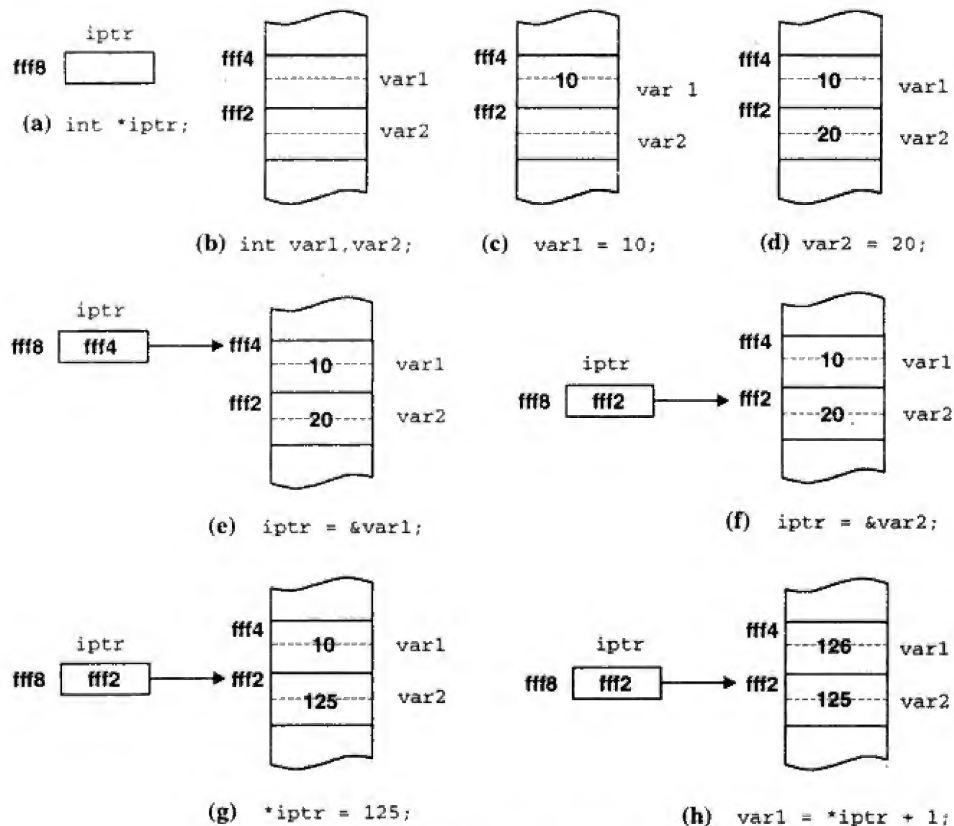 iptr
fff8
(a) int *iptr;
fff4
var1
fff2
var2
(b) int var1,var2;
fff4
10
var 1
fff2
var2
(c) var1 = 10;
fff4
10
var1
fff2
20
var2
(d) var2 = 20;
iptr
fff8 fff4 fff4
10
var1
fff2
20
var2
(e) iptr = &var1;
fff4
10
var1
iptr
fff8 fff2 fff2
20
var2
(f) iptr = &var2;
fff4
10
var1
iptr
fff8 fff2 fff2
125
var2
(g) *iptr = 125;
fff4
126
var1
iptr
fff8 fff2 fff2
125
var2
(h) var1 = *iptr + 1;